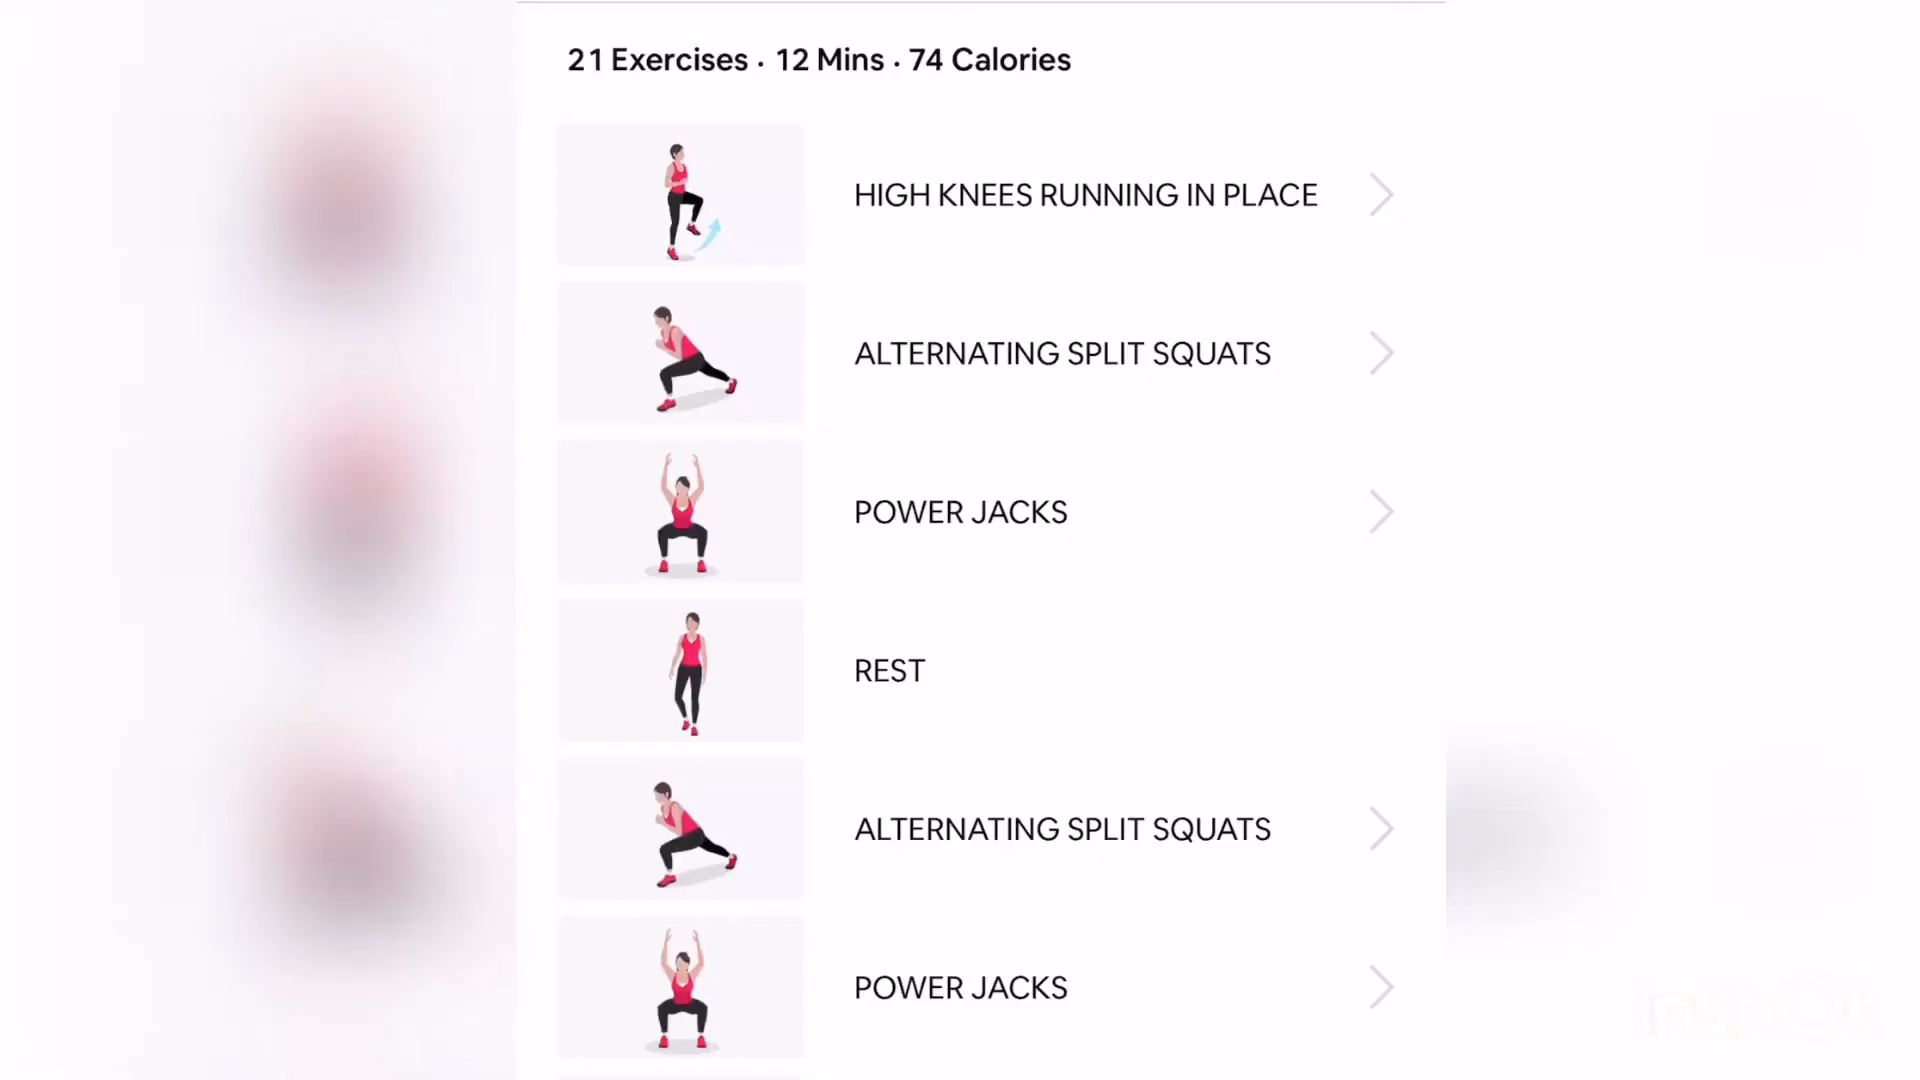 21 Exercises · 12 Mins · 74 Calories
HIGH KNEES RUNNING IN PLACE
ALTERNATING SPLIT SQUATS
POWER JACKS
REST
ALTERNATING SPLIT SQUATS
POWER JACKS